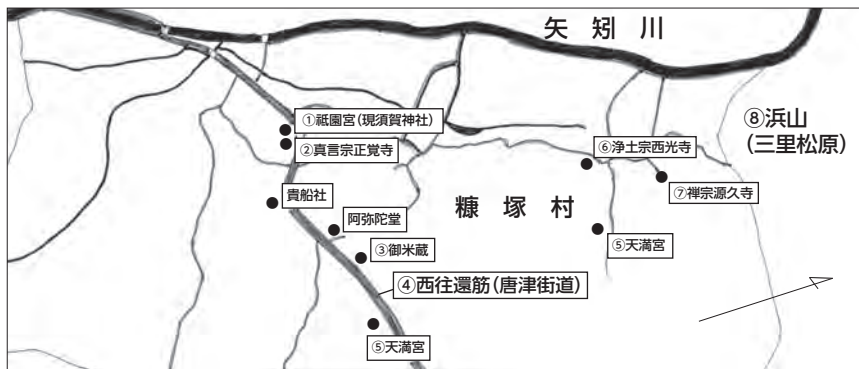 矢矧川
①祇園宮(現須賀神社)
②真言宗正覚寺
⑧浜山
(三里松原)
⑥浄土宗西光寺
⑦禅宗源久寺
貴船社
糠塚村
阿弥陀堂
⑤天満宮
③御米蔵
④西往還筋(唐津街道)
⑤天満宮